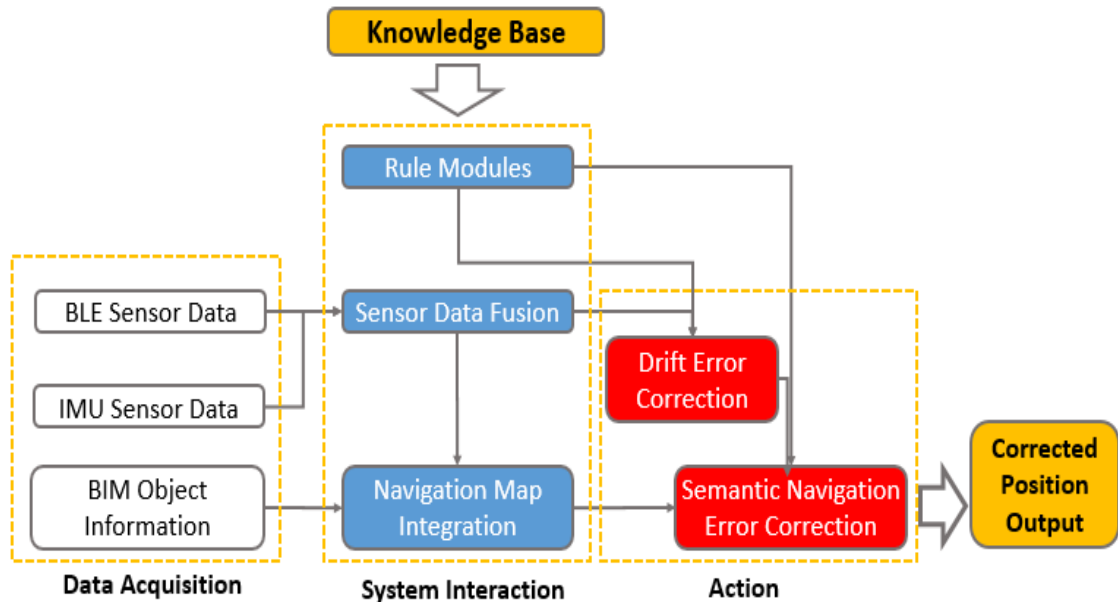 Knowledge Base
Rule Modules
BLE Sensor Data
Sensor Data Fusion
Drift Error
Correction
IMU Sensor Data
BIM Object
Information
Navigation Map
Integration
Semantic Navigation
Error Correction
Corrected
Position
Output
Data Acquisition
System Interaction
Action